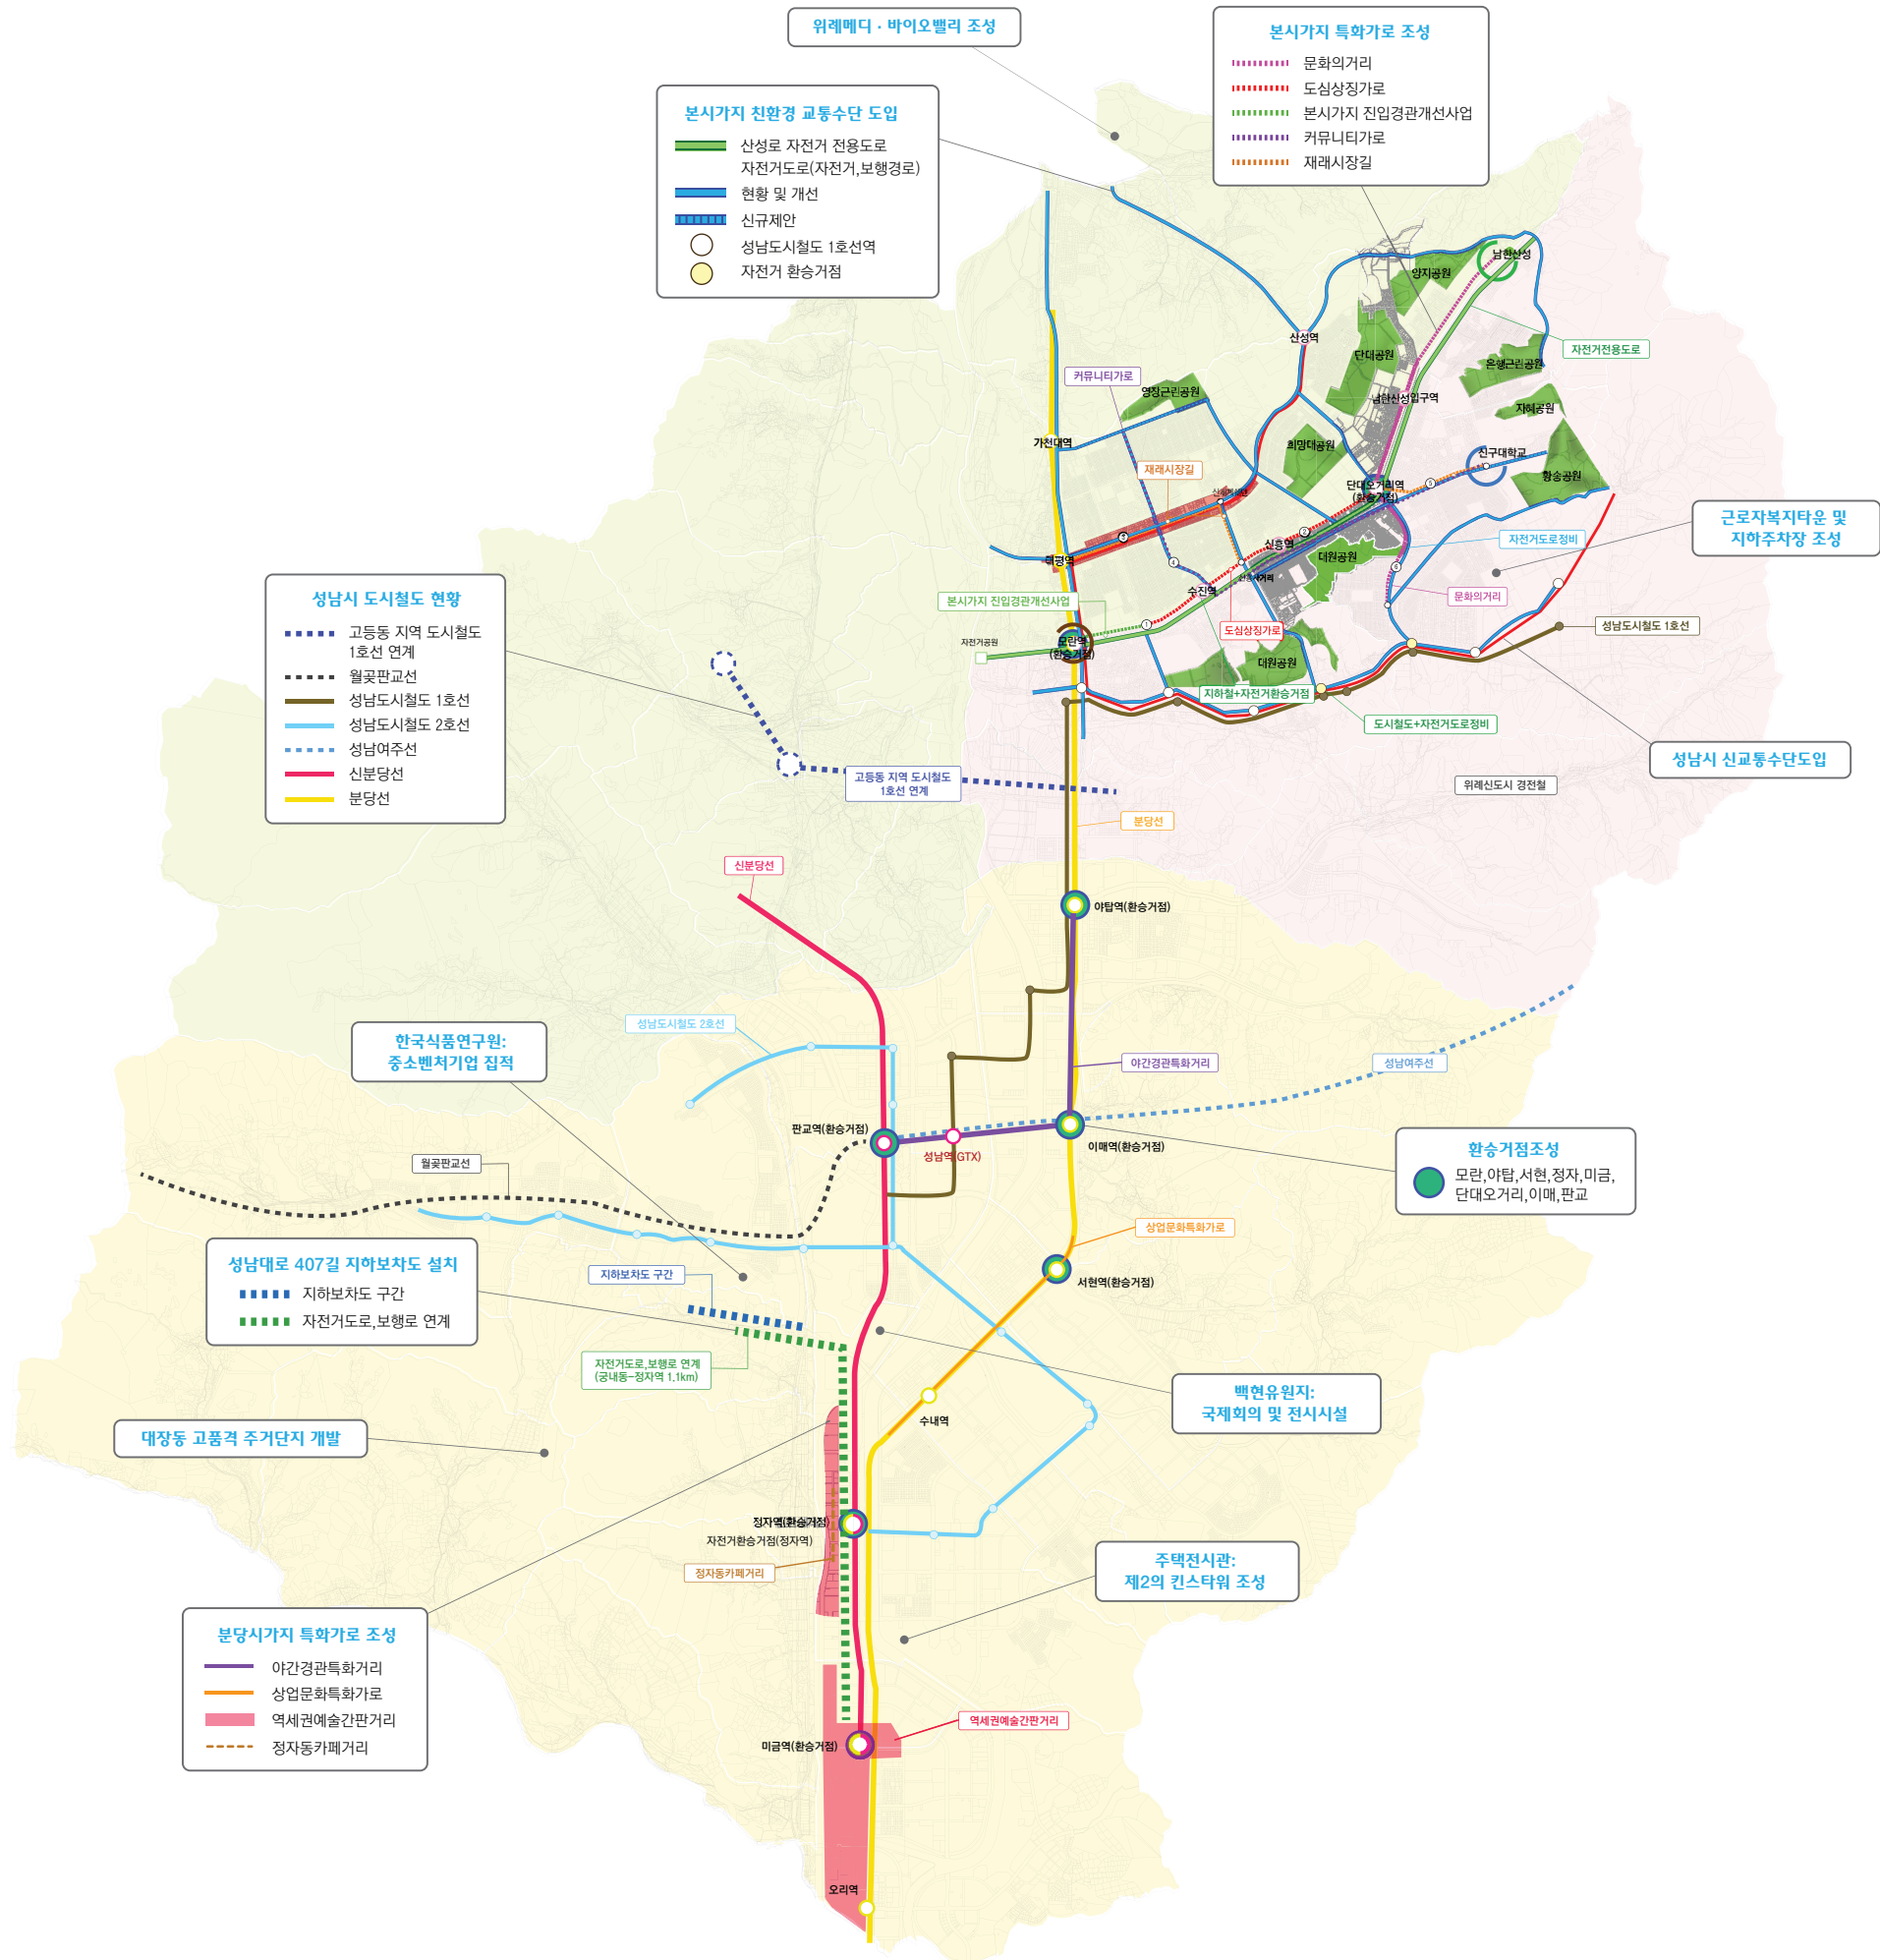 위례메디 · 바이오밸리 조성
본시가지 특화가로 조성
문화의거리
도심상징가로
본시가지 진입경관개선사업
커뮤니티가로
재래시장길
본시가지 친환경 교통수단 도입
산성로 자전거 전용도로
자전거도로(자전거,보행경로)
현황 및 개선
신규제안
성남도시철도 1호선역
자전거 환승거점
남한산성
양지공원
산성역
단대공원
자전거전용도로
은행근린공원
커뮤니티가로
영장근린공원
남한산성입구역
자혜공원
가천대역
희망대공원
신구대학교
재래시장길
황송공원
단대오거리역
(환승거점)
근로자복지타운 및
지하주차장 조성
자전거도로정비
신흥역
대원공원
태평역
수진역
문화의거리
본시가지 진입경관개선사업
도심상징가로
성남도시철도 1호선
자전거공원
모란역
(환승거점)
대원공원
지하철+자전거환승거점
도시철도+자전거도로정비
성남시 신교통수단도입
위례신도시 경전철
성남시 도시철도 현황
고등동 지역 도시철도
1호선 연계
월곶판교선
성남도시철도 1호선
성남도시철도 2호선
성남여주선
신분당선
분당선
고등동 지역 도시철도
1호선 연계
분당선
신분당선
야탑역(환승거점)
성남도시철도 2호선
한국식품연구원:
중소벤처기업 집적
야간경관특화거리
성남여주선
판교역(환승거점)
이매역(환승거점)
성남역(GTX)
월곶판교선
환승거점조성
모란,야탑,서현,정자,미금,
단대오거리,이매,판교
상업문화특화가로
성남대로 407길 지하보차도 설치
지하보차도 구간
자전거도로,보행로 연계
지하보차도 구간
서현역(환승거점)
자전거도로,보행로 연계
(궁내동-정자역 1.1km)
백현유원지:
국제회의 및 전시시설
수내역
대장동 고품격 주거단지 개발
정자역(환승거점)
자전거환승거점(정자역)
정자동카페거리
주택전시관:
제2의 킨스타워 조성
분당시가지 특화가로 조성
야간경관특화거리
상업문화특화가로
역세권예술간판거리
정자동카페거리
역세권예술간판거리
미금역(환승거점)
오리역